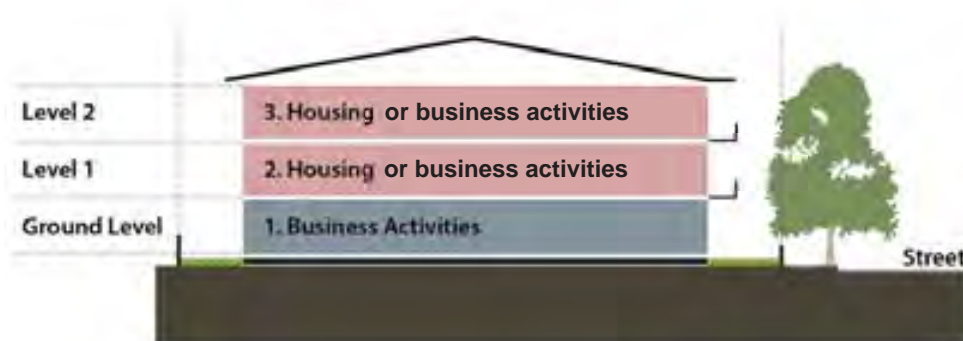 Level 2
3. Housing or business activities
Level 1
2. Housing or business activities
Ground Level
1. Business Activities
Street